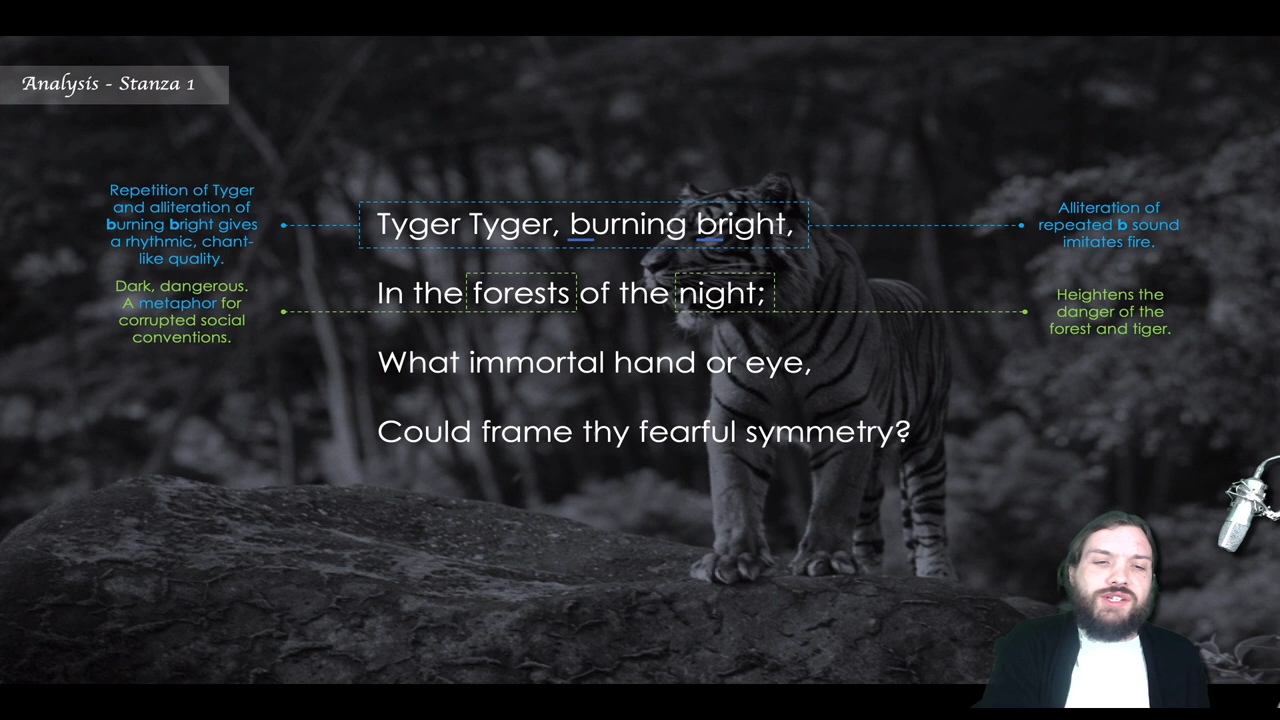 Analysis - Stanza 1
Repetition of Tyger
and alliteration of
burning bright gives
a rhythmic, chant-
like quality.
Dark, dangerous.
A metaphor for
corrupted social
conventions.
Tyger Tyger, burning bright,
In the forests of the night;
What immortal hand or eye,
Could frame thy fearful symmetry?
Alliteration of
repeated b sound
imitates fire.
Heightens the
danger of the
forest and tiger.